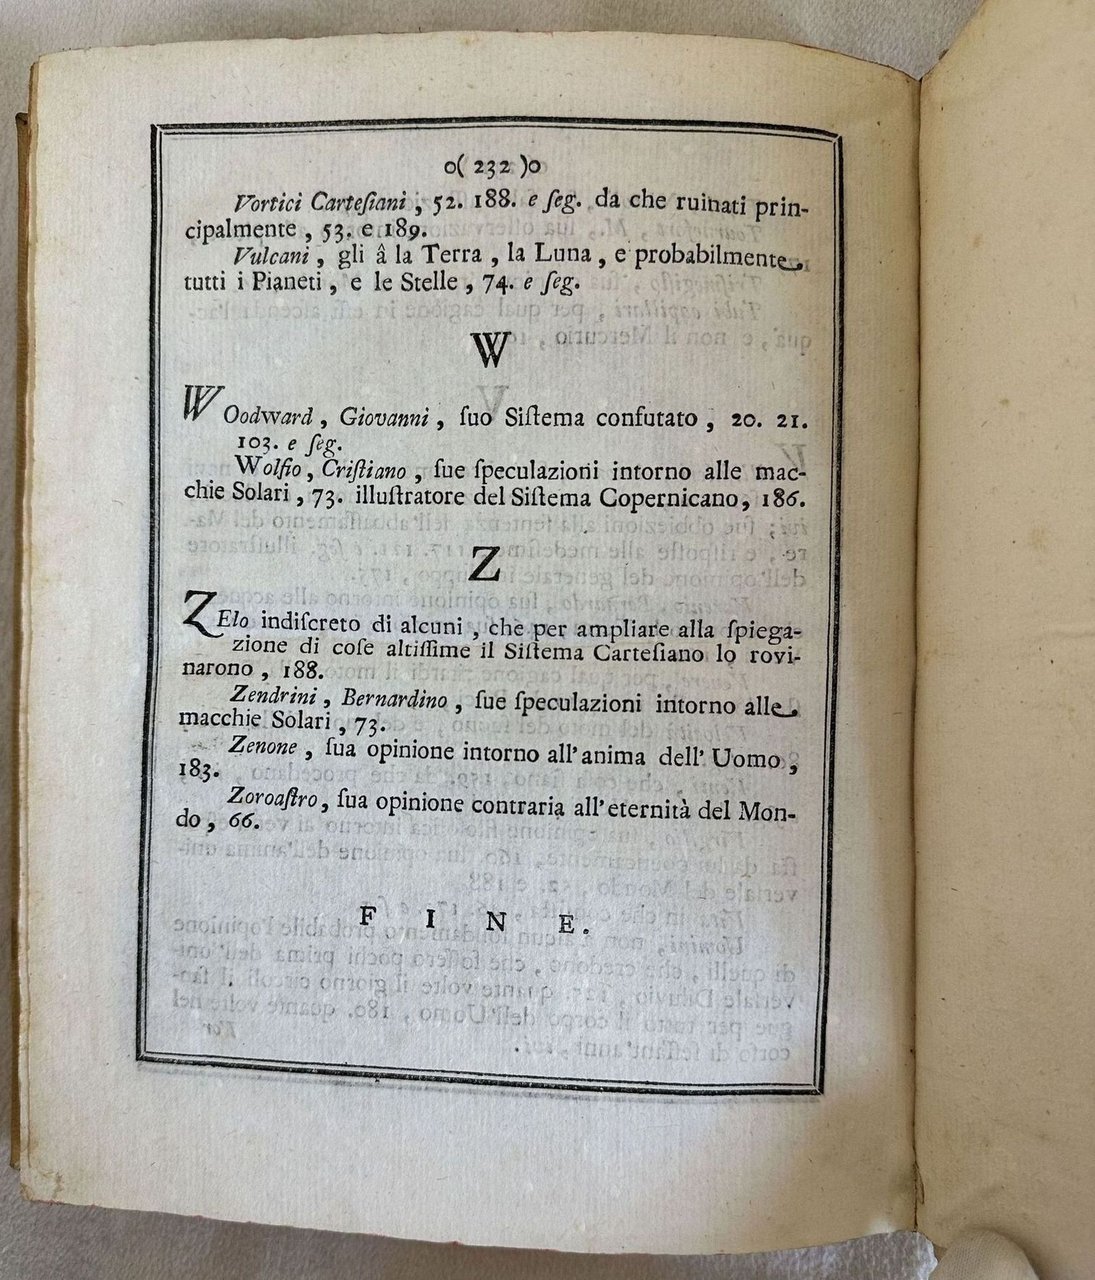 o( 232 )o
Vortici Carteſiani , 52. 188. e ſeg. da che ruinati prin-
cipalmente , 53. e 189.
Vulcani , gli â la Terra , la Luna , e probabilmente
tutti i Pianeti , e le Stelle , 74. e ſeg.
W
WOodward , Giovanni , ſuo Siſtema confutato , 20. 21.
103. e ſeg.
Wolfio , Criſtiano , ſue ſpeculazioni intorno alle mac-
chie Solari , 73. illuſtratore del Siſtema Copernicano, 186.
Z
ZElo indiſcreto di alcuni , che per ampliare alla ſpiega-
zione di coſe altiſſime il Siſtema Carteſiano lo rovi-
narono , 188.
Zendrini , Bernardino , ſue ſpeculazioni intorno alle
macchie Solari , 73.
Zenone , ſua opinione intorno all' anima dell' Uomo ,
183.
Zoroaſtro, ſua opinione contraria all' eternità del Mon-
do , 66.
F I N E .